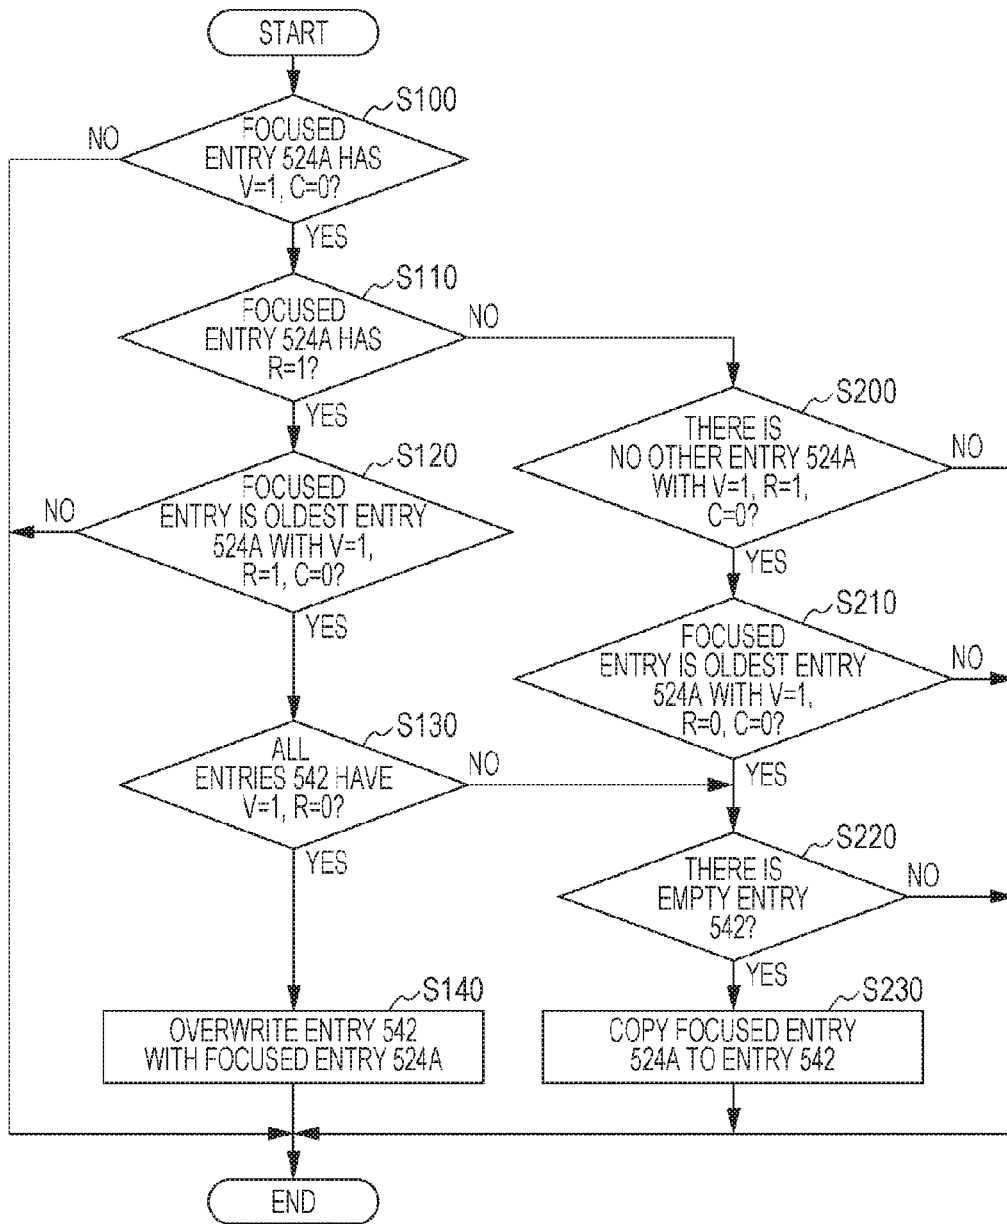 START
S100
NO
FOCUSED
ENTRY 524A HAS
V=1, C=0?
YES
S110
FOCUSED
ENTRY 524A HAS
R=1?
NO
YES
S120
NO
FOCUSED
ENTRY IS OLDEST ENTRY
524A WITH V=1,
R=1, C=0?
YES
S130
ALL
ENTRIES 542 HAVE
V=1, R=0?
NO
YES
S140
OVERWRITE ENTRY 542
WITH FOCUSED ENTRY 524A
S200
THERE IS
NO OTHER ENTRY 524A
WITH V=1, R=1,
C=0?
NO
YES
S210
FOCUSED
ENTRY IS OLDEST ENTRY
524A WITH V=1,
R=0, C=0?
NO
YES
S220
THERE IS
EMPTY ENTRY
542?
NO
YES
S230
COPY FOCUSED ENTRY
524A TO ENTRY 542
END